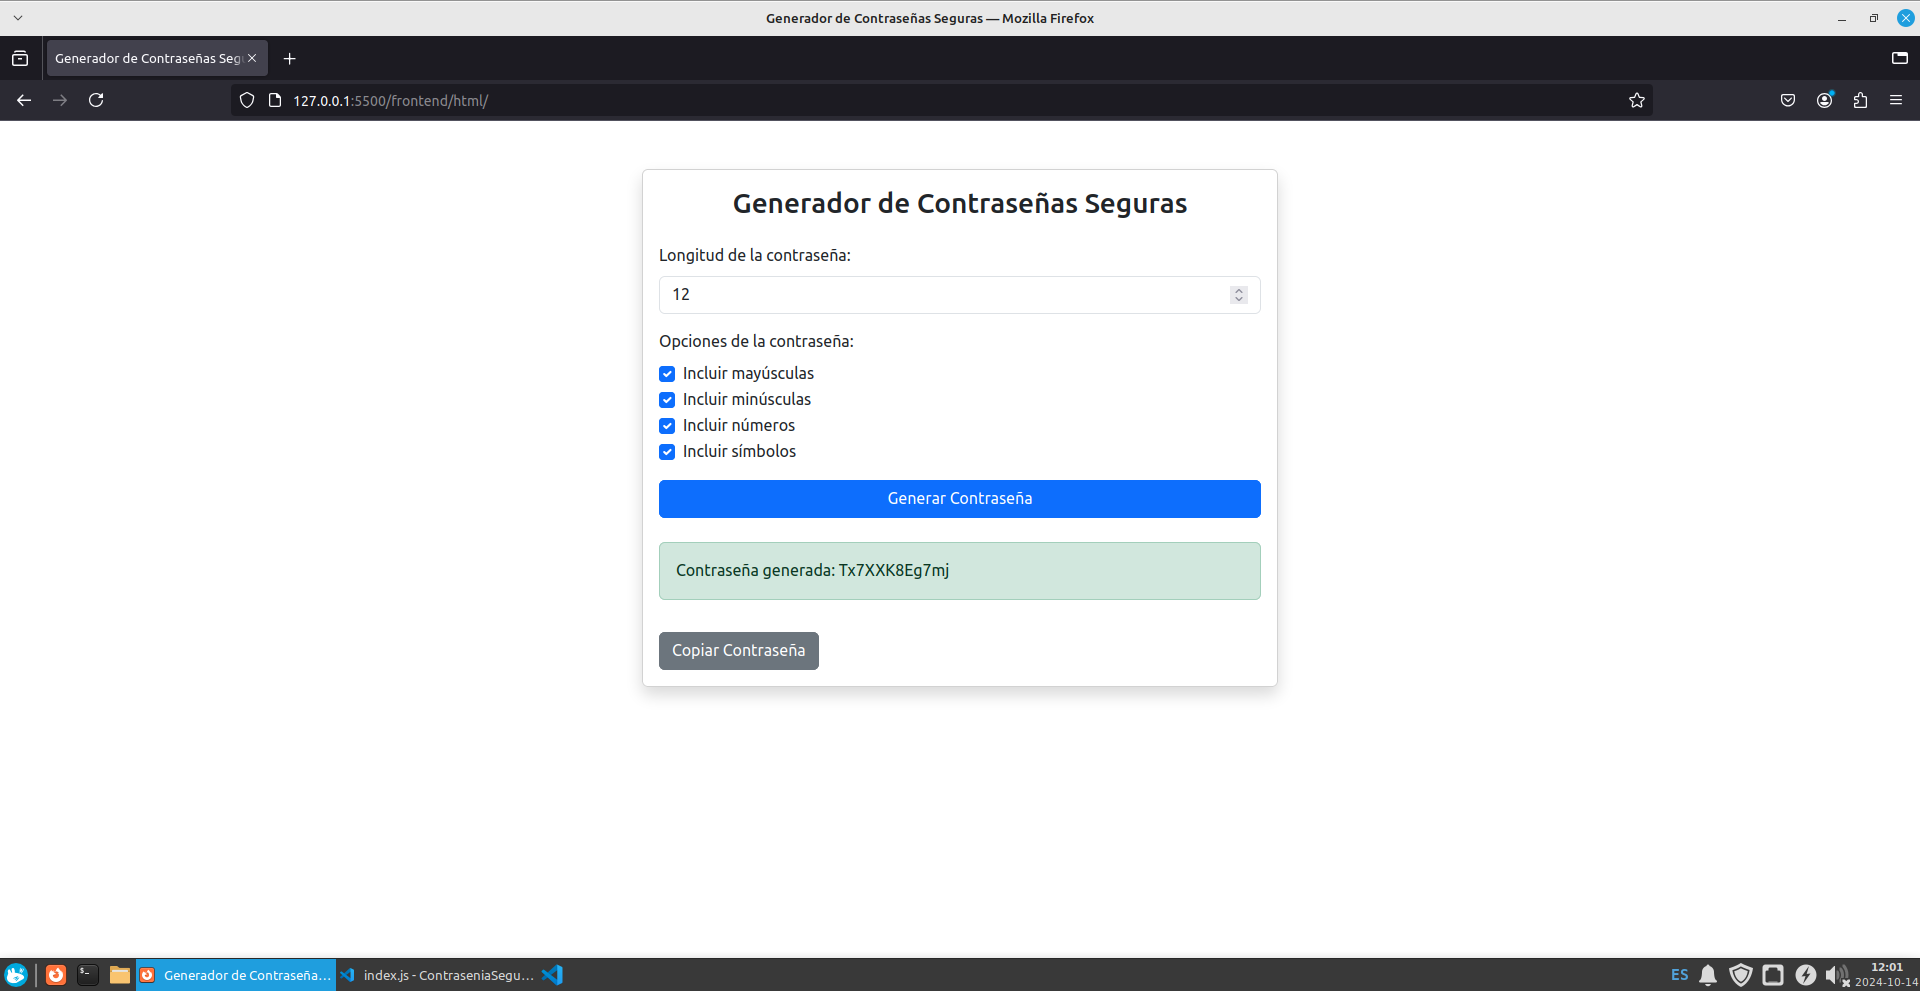 Generador de Contraseñas Seguras — Mozilla Firefox
Generador de Contraseñas Seg
127.0.0.1:5500/frontend/html/
Generador de Contraseñas Seguras
Longitud de la contraseña:
12
Opciones de la contraseña:
Incluir mayúsculas
Incluir minúsculas
Incluir números
Incluir símbolos
Generar Contraseña
Contraseña generada: Tx7XXK8Eg7mj
Copiar Contraseña
Generador de Contraseña...
index.js - ContraseniaSegu...
ES
12:01
2024-10-14